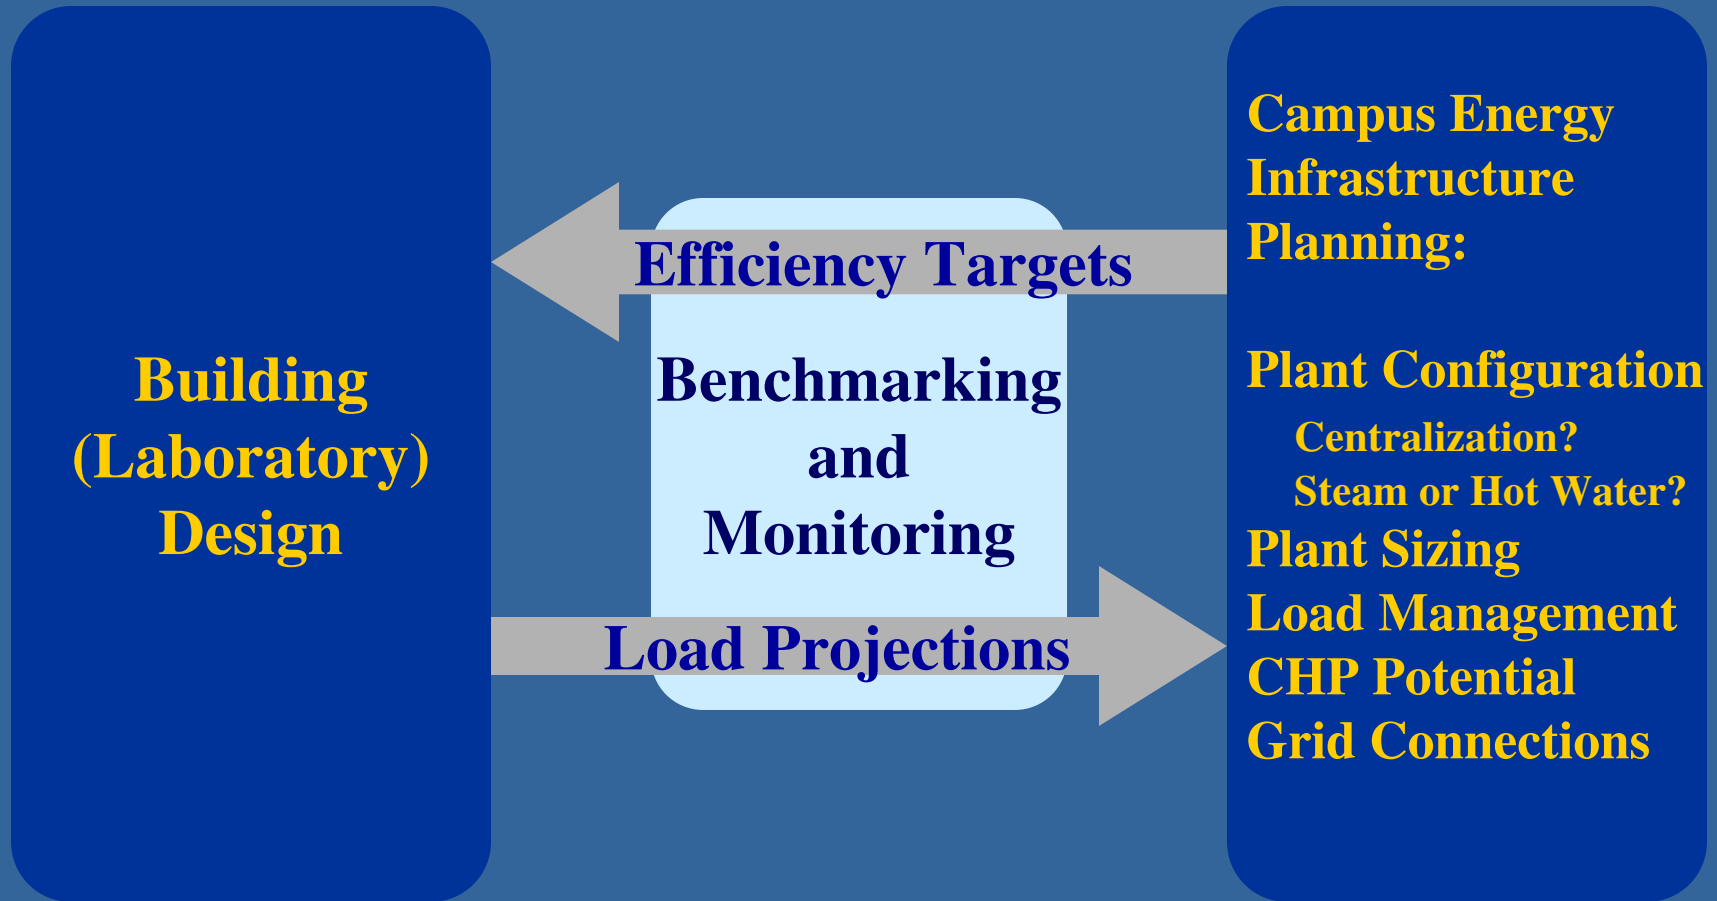 Building
(Laboratory)
Design
Efficiency Targets
Benchmarking
and
Monitoring
Load Projections
Campus Energy
Infrastructure
Planning:
Plant Configuration
Centralization?
Steam or Hot Water?
Plant Sizing
Load Management
CHP Potential
Grid Connections